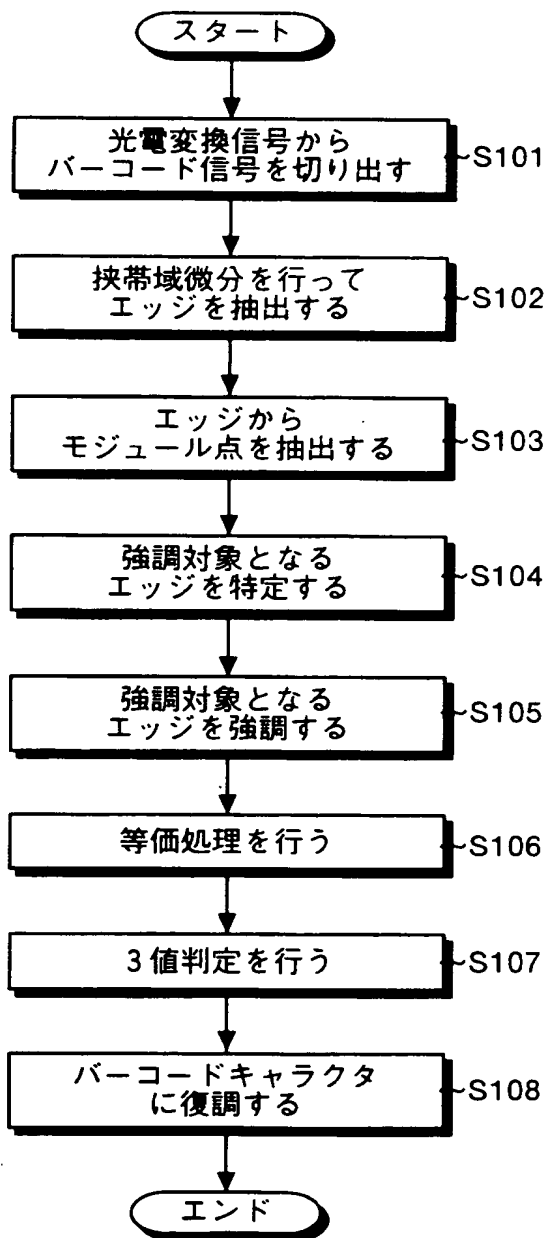 スタート
光電変換信号から
バーコード信号を切り出す
~S101
挟帯域微分を行って
エッジを抽出する
~S102
エッジから
モジュール点を抽出する
~S103
強調対象となる
エッジを特定する
~S104
強調対象となる
エッジを強調する
~S105
等価処理を行う
~S106
3値判定を行う
~S107
バーコードキャラクタ
に復調する
~S108
エンド